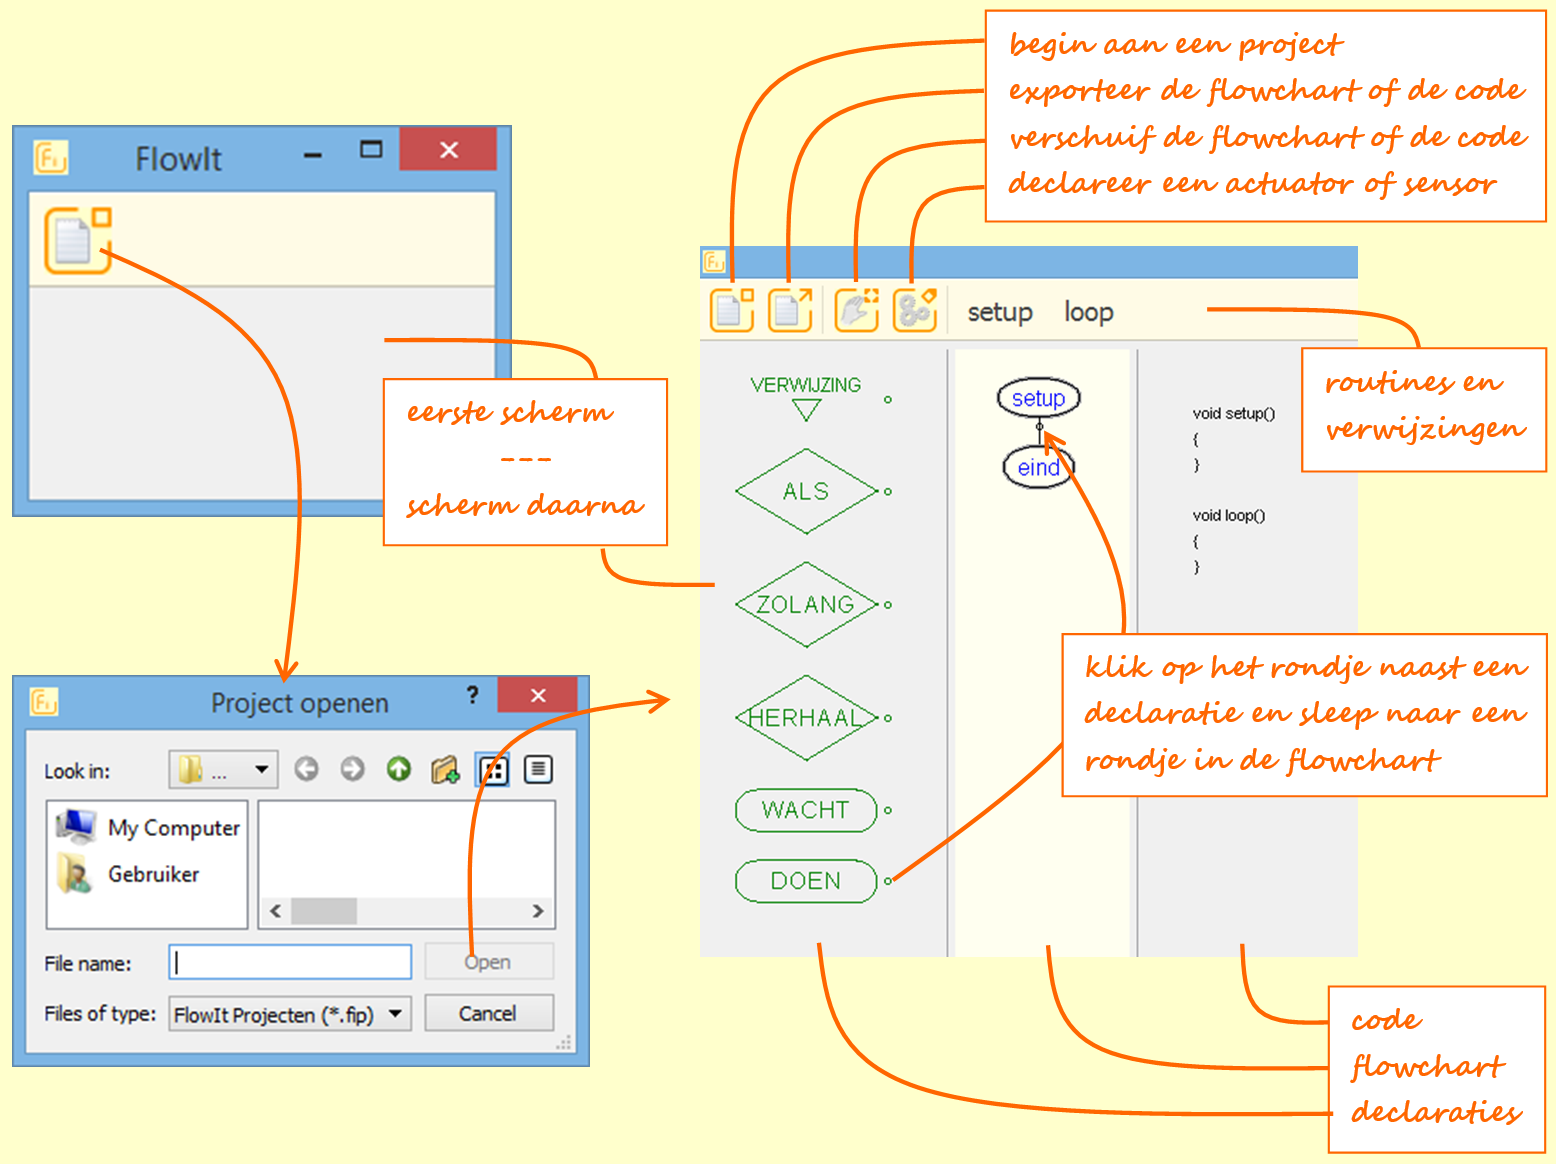 begin aan een project
exporteer de flowchart of de code
verschuif de flowchart of de code
declareer een actuator of sensor
FlowIt
eerste scherm
---
scherm daarna
setup loop
routines en
verwijzingen
VERWIJZING
ALS
ZOLANG
HERHAAL
WACHT
DOEN
setup
eind
void setup()
{
}
void loop()
{
}
klik op het rondje naast een
declaratie en sleep naar een
rondje in de flowchart
Project openen
?
Look in:
...
My Computer
Gebruiker
File name:
Open
Files of type:
FlowIt Projecten (*.fip)
Cancel
code
flowchart
declaraties